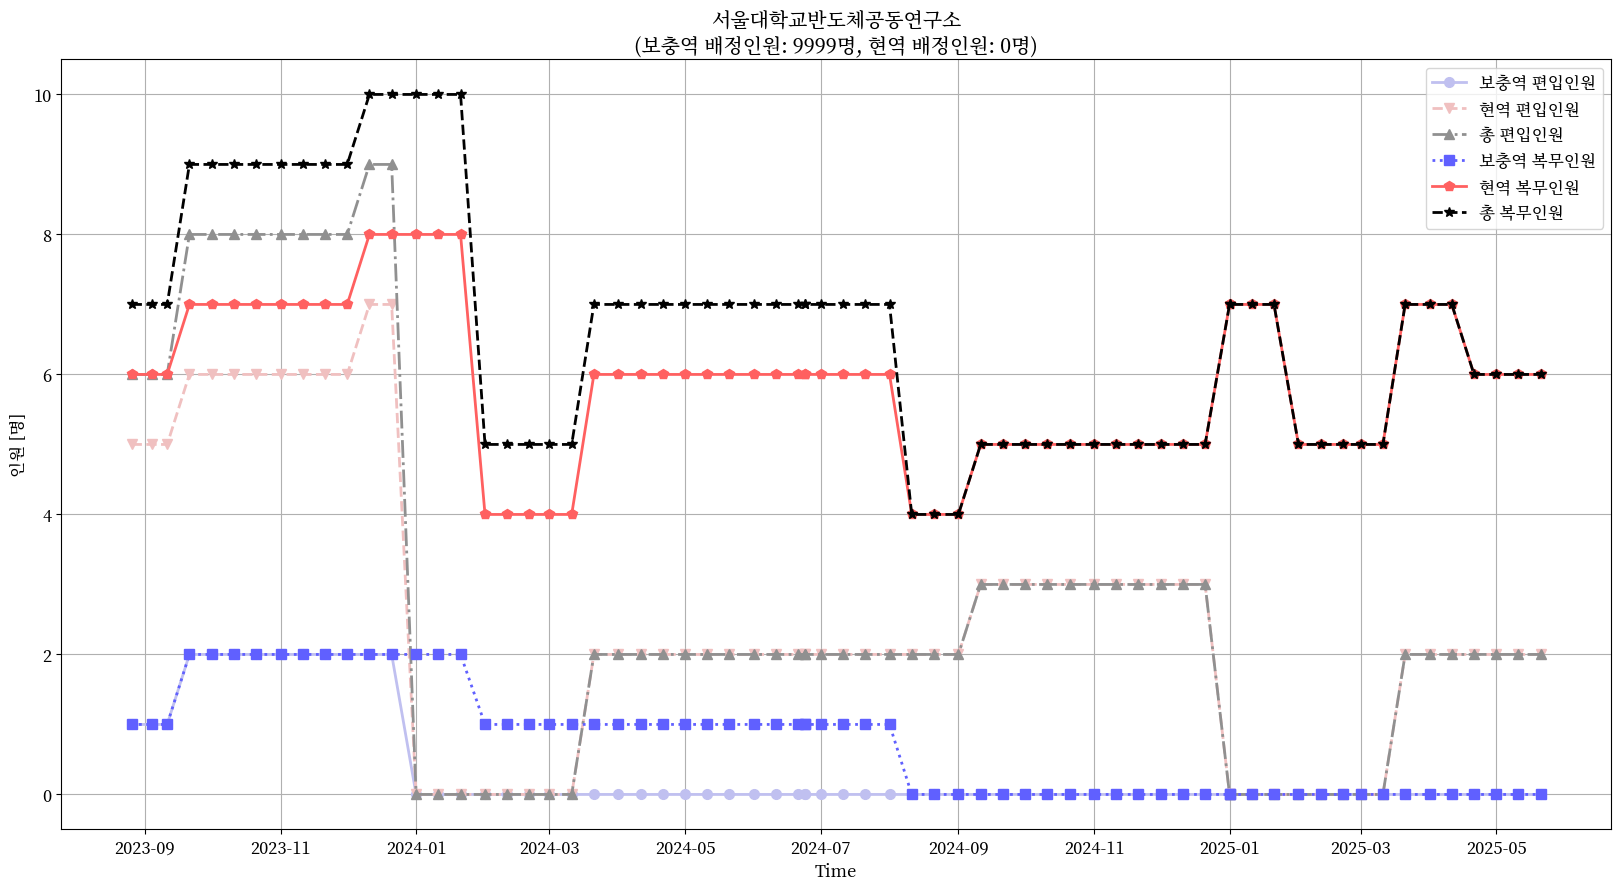 서울대학교반도체공동연구소
(보충역 배정인원: 9999명, 현역 배정인원: 0명)
인원 [명]
10
8
6
4
2
0
보충역 편입인원
현역 편입인원
총 편입인원
보충역 복무인원
현역 복무인원
총 복무인원
2023-09
2023-11
2024-01
2024-03
2024-05
2024-07
2024-09
2024-11
2025-01
2025-03
2025-05
Time